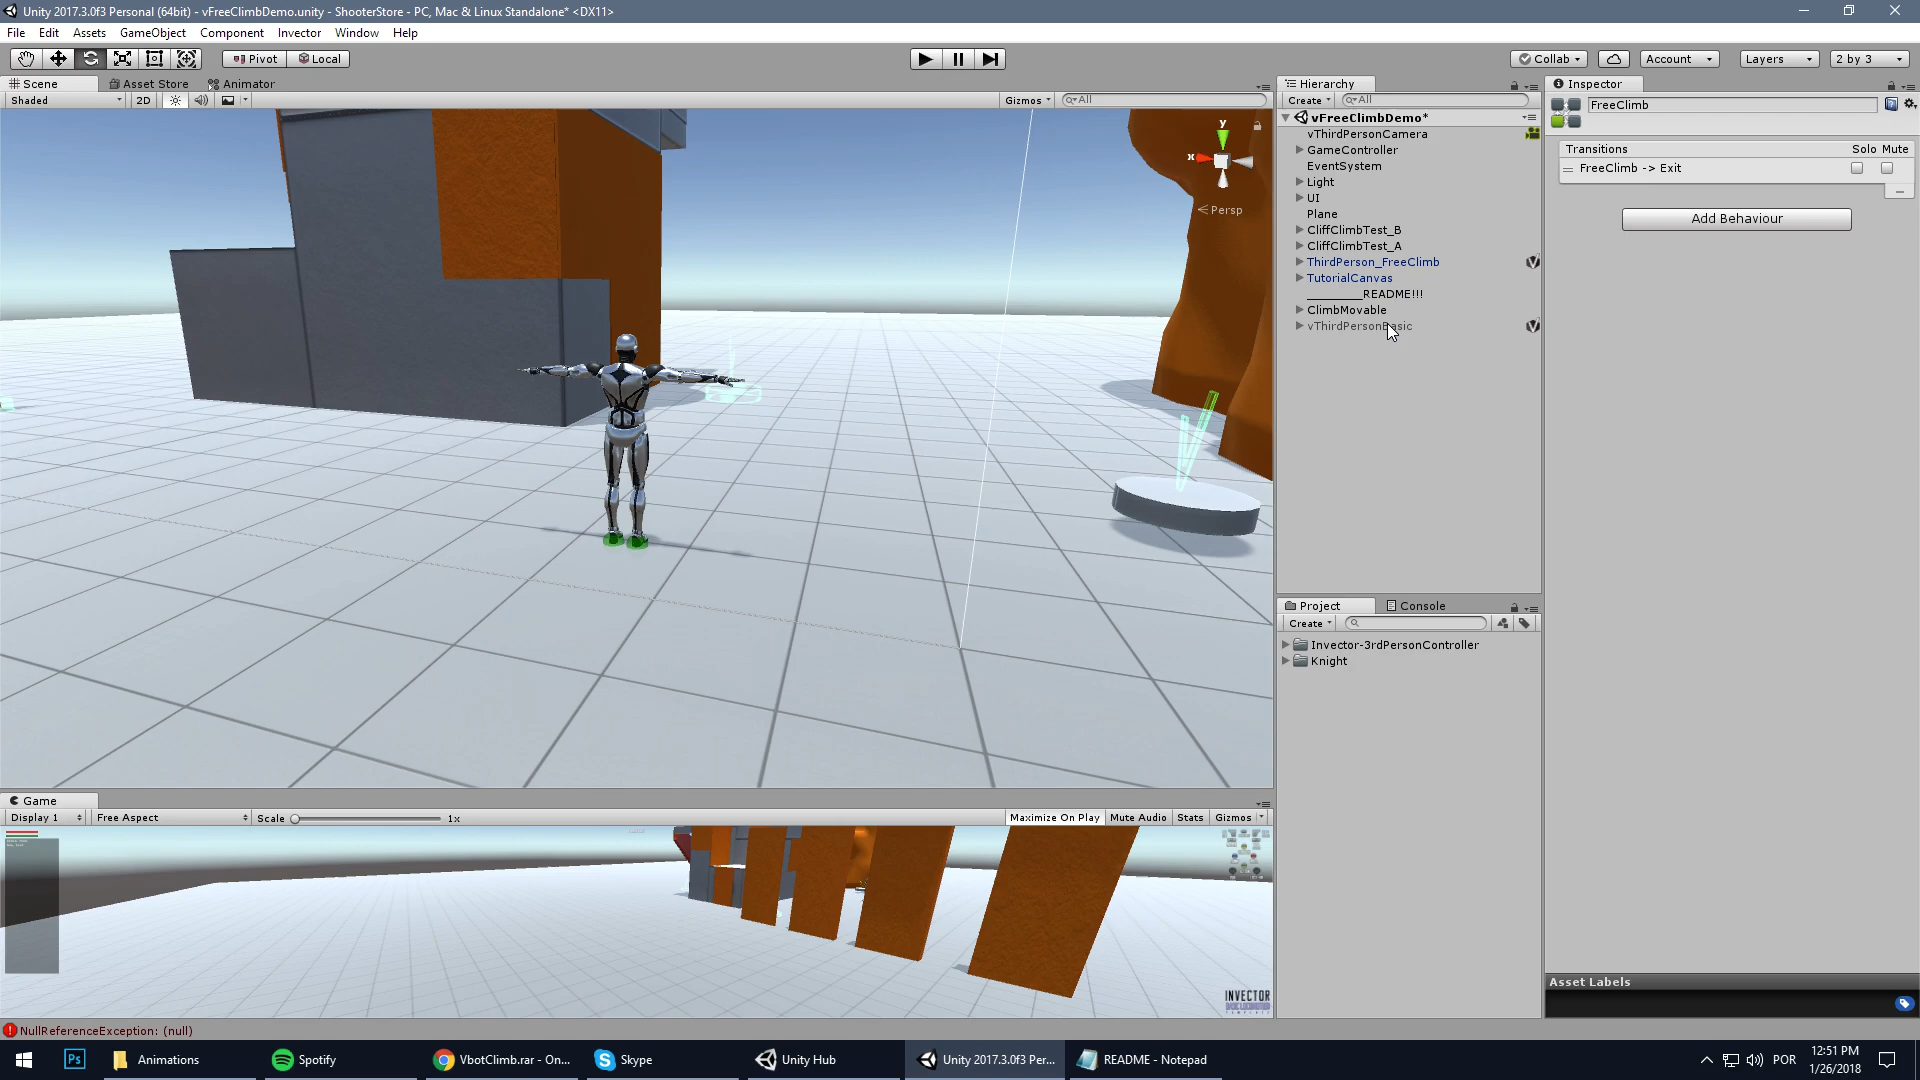 Unity 2017.3.0f3 Personal (64bit) - vFreeClimbDemo.unity - ShooterStore - PC, Mac & Linux Standalone* <DX11>
File Edit Assets GameObject Component Invector Window Help
Pivot Local Collab Account Layers 2 by 3
Scene Asset Store Animator
Shaded 2D Gizmos All
y
x
Persp
Hierarchy
Create All
vFreeClimbDemo*
vThirdPersonCamera
GameController
EventSystem
Light
UI
Plane
CliffClimbTest_B
CliffClimbTest_A
ThirdPerson_FreeClimb
TutorialCanvas
_________README!!!
ClimbMovable
vThirdPersonBasic
Inspector
FreeClimb
Transitions Solo Mute
FreeClimb -> Exit
Add Behaviour
Project Console
Create
Invector-3rdPersonController
Knight
Asset Labels
Game
Display 1 Free Aspect Scale 1x Maximize On Play Mute Audio Stats Gizmos
INVECTOR
NullReferenceException: (null)
Ps Animations Spotify VbotClimb.rar - On... Skype Unity Hub Unity 2017.3.0f3 Per... README - Notepad POR
12:51 PM
1/26/2018